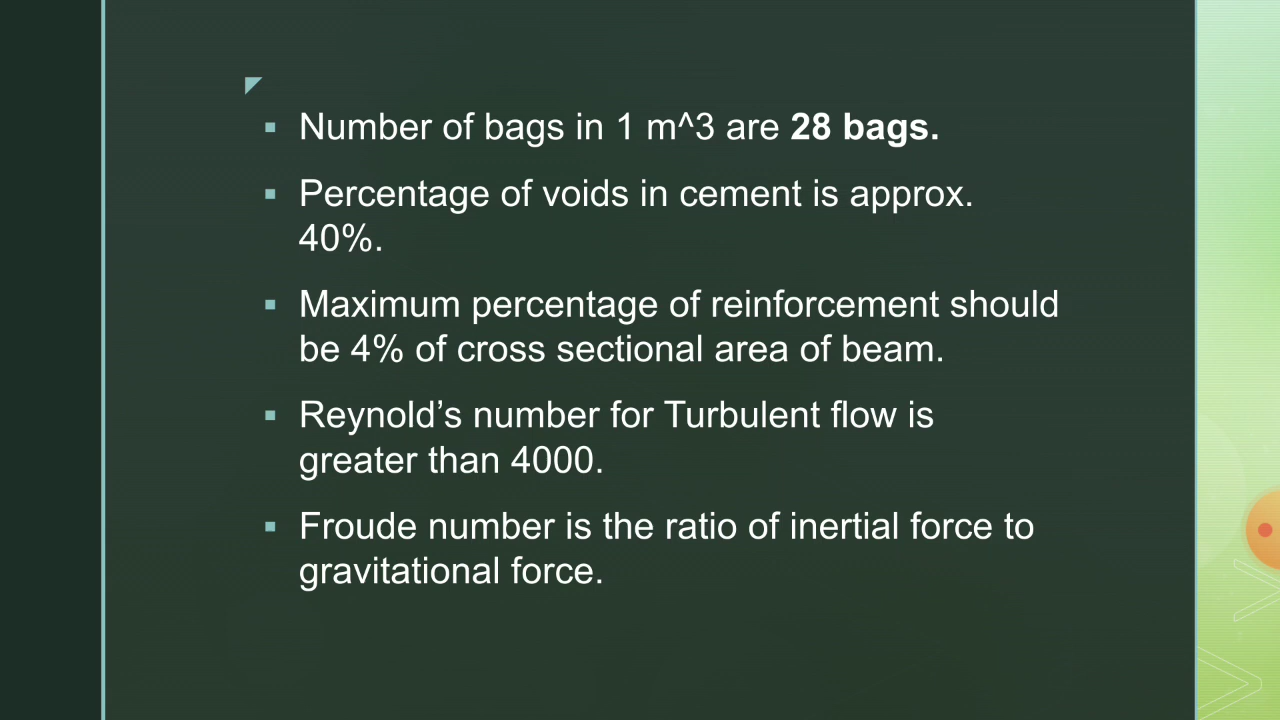 ▪ Number of bags in 1 m^3 are 28 bags.
▪ Percentage of voids in cement is approx.
40%.
▪ Maximum percentage of reinforcement should
be 4% of cross sectional area of beam.
▪ Reynold’s number for Turbulent flow is
greater than 4000.
▪ Froude number is the ratio of inertial force to
gravitational force.